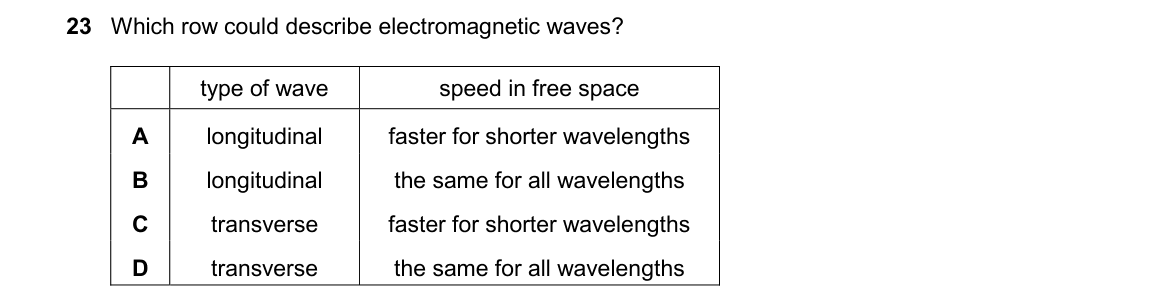 23 Which row could describe electromagnetic waves?
type of wave speed in free space
A longitudinal faster for shorter wavelengths
B longitudinal the same for all wavelengths
C transverse faster for shorter wavelengths
D transverse the same for all wavelengths